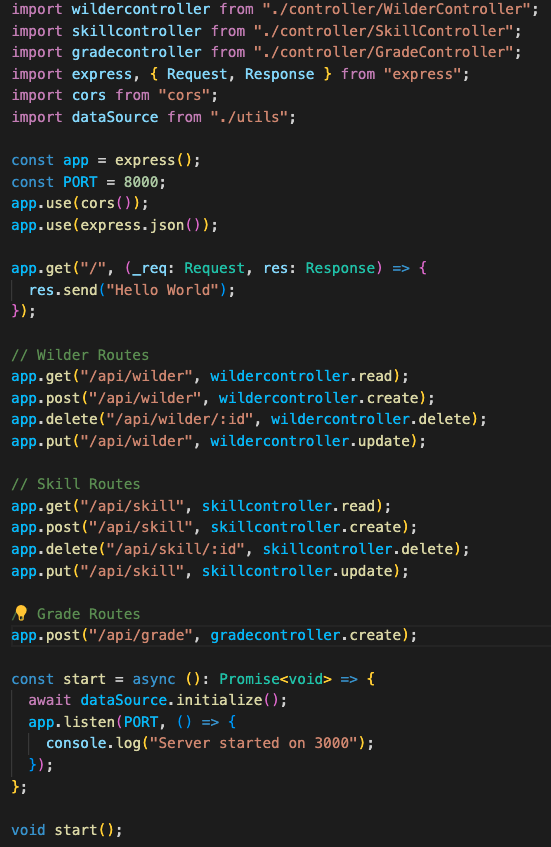 import wildercontroller from "./controller/WilderController";
import skillcontroller from "./controller/SkillController";
import gradecontroller from "./controller/GradeController";
import express, { Request, Response } from "express";
import cors from "cors";
import dataSource from "./utils";

const app = express();
const PORT = 8000;
app.use(cors());
app.use(express.json());

app.get("/", (_req: Request, res: Response) => {
  res.send("Hello World");
});

// Wilder Routes
app.get("/api/wilder", wildercontroller.read);
app.post("/api/wilder", wildercontroller.create);
app.delete("/api/wilder/:id", wildercontroller.delete);
app.put("/api/wilder", wildercontroller.update);

// Skill Routes
app.get("/api/skill", skillcontroller.read);
app.post("/api/skill", skillcontroller.create);
app.delete("/api/skill/:id", skillcontroller.delete);
app.put("/api/skill", skillcontroller.update);

Grade Routes
app.post("/api/grade", gradecontroller.create);

const start = async (): Promise<void> => {
  await dataSource.initialize();
  app.listen(PORT, () => {
    console.log("Server started on 3000");
  });
};

void start();